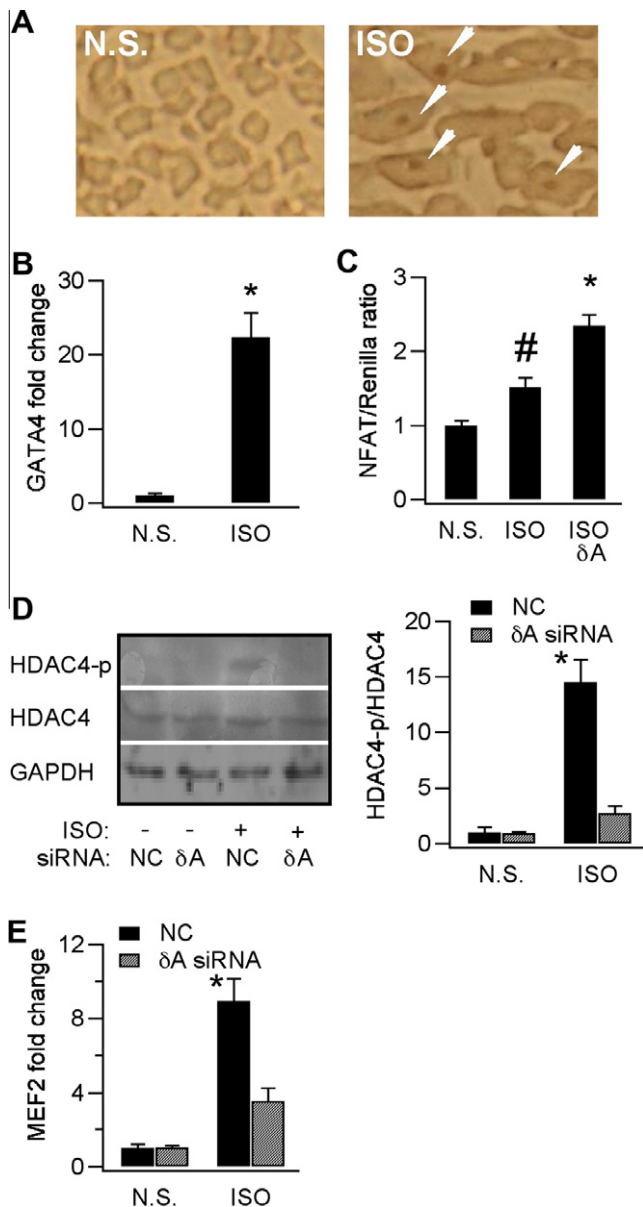 A
N.S.
ISO
B
GATA4 fold change
30
20
10
0
*
N.S.
ISO
C
NFAT/Renilla ratio
3
2
1
0
#
*
N.S.
ISO
ISO
δA
D
HDAC4-p
HDAC4
GAPDH
ISO: - - + +
siRNA: NC δA NC δA
NC
δA siRNA
HDAC4-p/HDAC4
20
15
10
5
0
*
N.S.
ISO
E
NC
δA siRNA
MEF2 fold change
12
8
4
0
*
N.S.
ISO